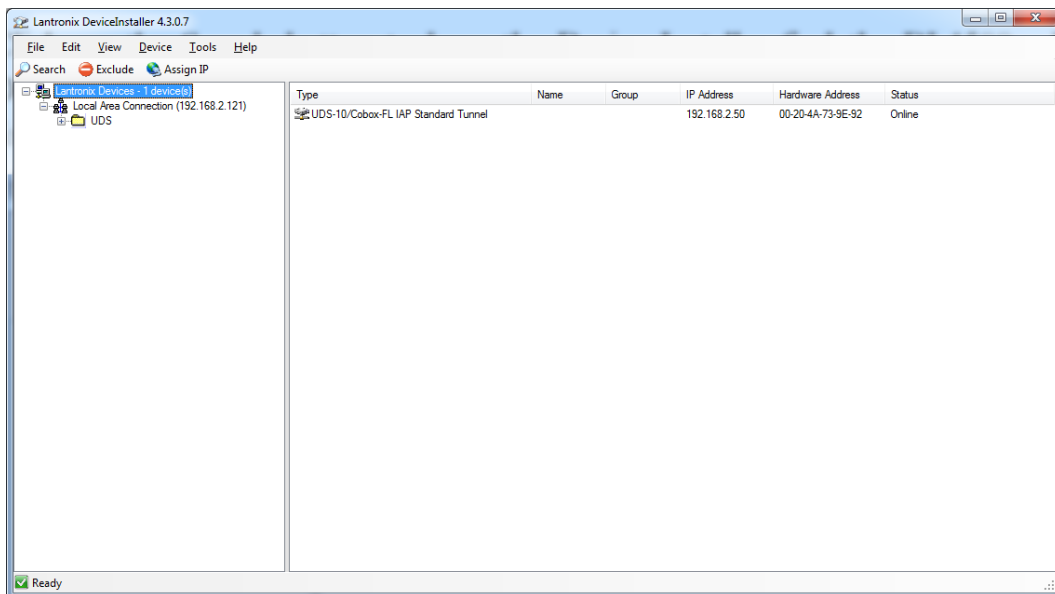 Lantronix DeviceInstaller 4.3.0.7
File Edit View Device Tools Help
Search Exclude Assign IP
Lantronix Devices - 1 device(s)
Local Area Connection (192.168.2.121)
UDS
Type Name Group IP Address Hardware Address Status
UDS-10/Cobox-FL IAP Standard Tunnel 192.168.2.50 00-20-4A-73-9E-92 Online
Ready